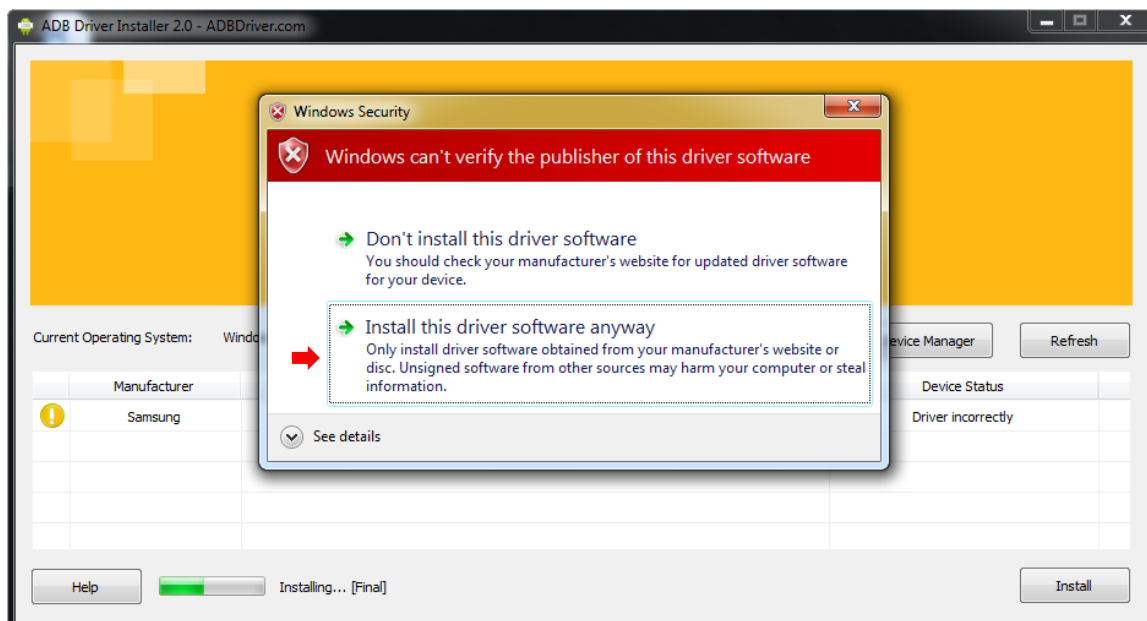 ADB Driver Installer 2.0 - ADBDriver.com
Windows Security
Windows can't verify the publisher of this driver software
Don't install this driver software
You should check your manufacturer's website for updated driver software
for your device.
Install this driver software anyway
Only install driver software obtained from your manufacturer's website or
disc. Unsigned software from other sources may harm your computer or steal
information.
See details
Current Operating System:
Manager
Refresh
Manufacturer
Device Status
Samsung
Driver incorrectly
Help
Installing... [Final]
Install